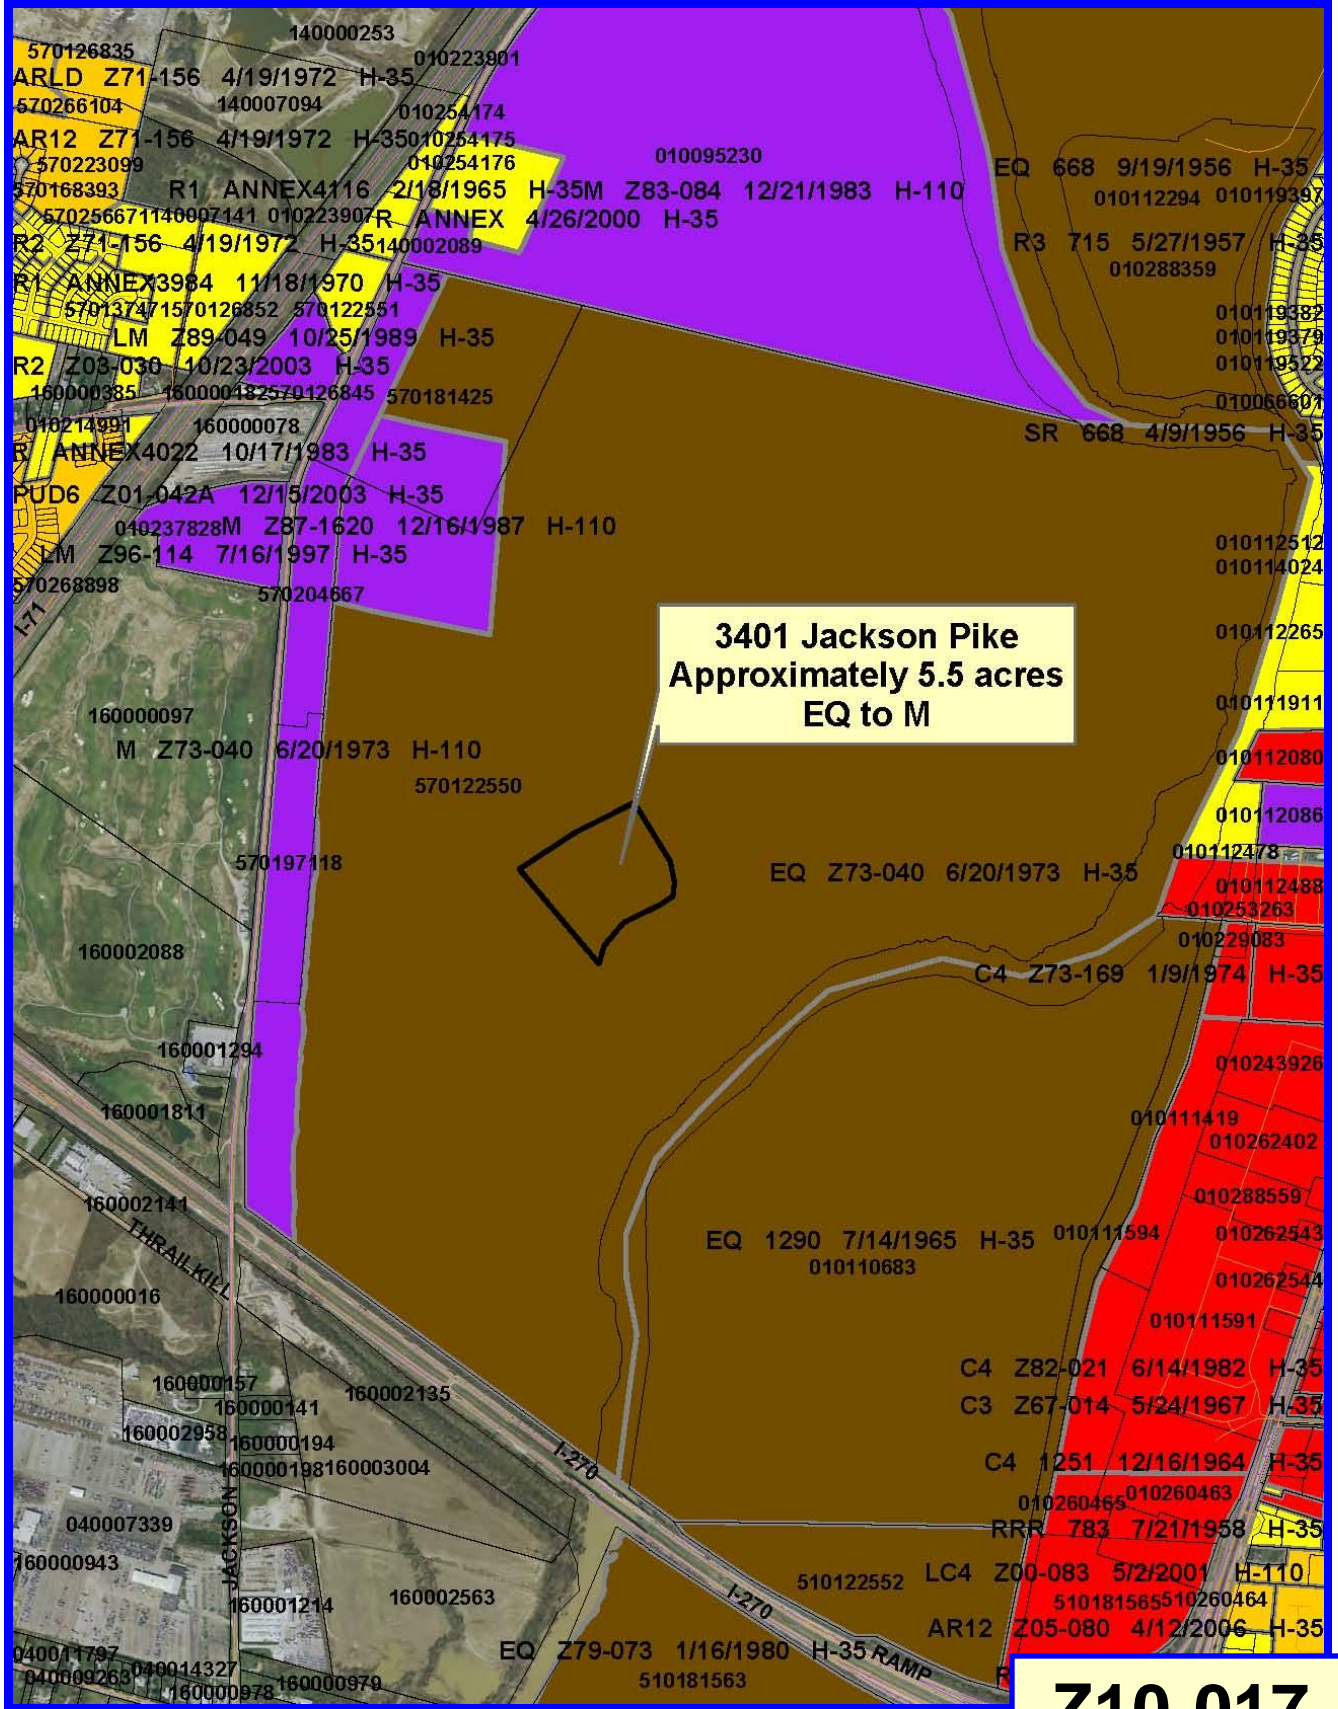 140000253
570126835
010223901
ARLD Z71-156 4/19/1972 H-35
570266104
140007094
010254174
AR12 Z71-156 4/19/1972 H-35
010254175
570223099
010254176
010095230
EQ 668 9/19/1956 H-35
570168393
R1 ANNEX4116 2/18/1965 H-35
M Z83-084 12/21/1983 H-110
010112294
010119397
570256671
140007141
010223907
R ANNEX 4/26/2000 H-35
R2 Z71-156 4/19/1972 H-35
140002089
R3 715 5/27/1957 H-35
010288359
R1 ANNEX3984 11/18/1970 H-35
570137471
570126852
570122551
010119382
LM Z89-049 10/25/1989 H-35
010119379
R2 Z03-030 10/23/2003 H-35
010119522
160000385
160000182
570126845
570181425
010066601
010214991
160000078
SR 668 4/9/1956 H-35
R ANNEX4022 10/17/1983 H-35
PUD6 Z01-042A 12/15/2003 H-35
010237828
M Z87-1620 12/16/1987 H-110
010112512
LM Z96-114 7/16/1997 H-35
010114024
570268898
570204667
I-71
010112265
3401 Jackson Pike
Approximately 5.5 acres
EQ to M
010111911
160000097
M Z73-040 6/20/1973 H-110
010112080
570122550
010112086
570197118
010112478
EQ Z73-040 6/20/1973 H-35
010112488
010253263
160002088
010229083
C4 Z73-169 1/9/1974 H-35
160001294
010243926
160001811
010111419
010262402
160002141
010288559
THRAILKILL
EQ 1290 7/14/1965 H-35
010111594
010262543
010110683
160000016
010262544
010111591
C4 Z82-021 6/14/1982 H-35
160000157
160002135
160000141
C3 Z67-014 5/24/1967 H-35
160002958
160000194
160000198
160003004
I-270
C4 1251 12/16/1964 H-35
010260465
010260463
JACKSON
040007339
RRR 783 7/21/1958 H-35
160000943
LC4 Z00-083 5/2/2001 H-110
510122552
160002563
I-270
160001214
510181565
510260464
AR12 Z05-080 4/12/2006 H-35
EQ Z79-073 1/16/1980 H-35
RAMP
040011797
040014327
040009263
160000979
160000978
510181563
Z10-017